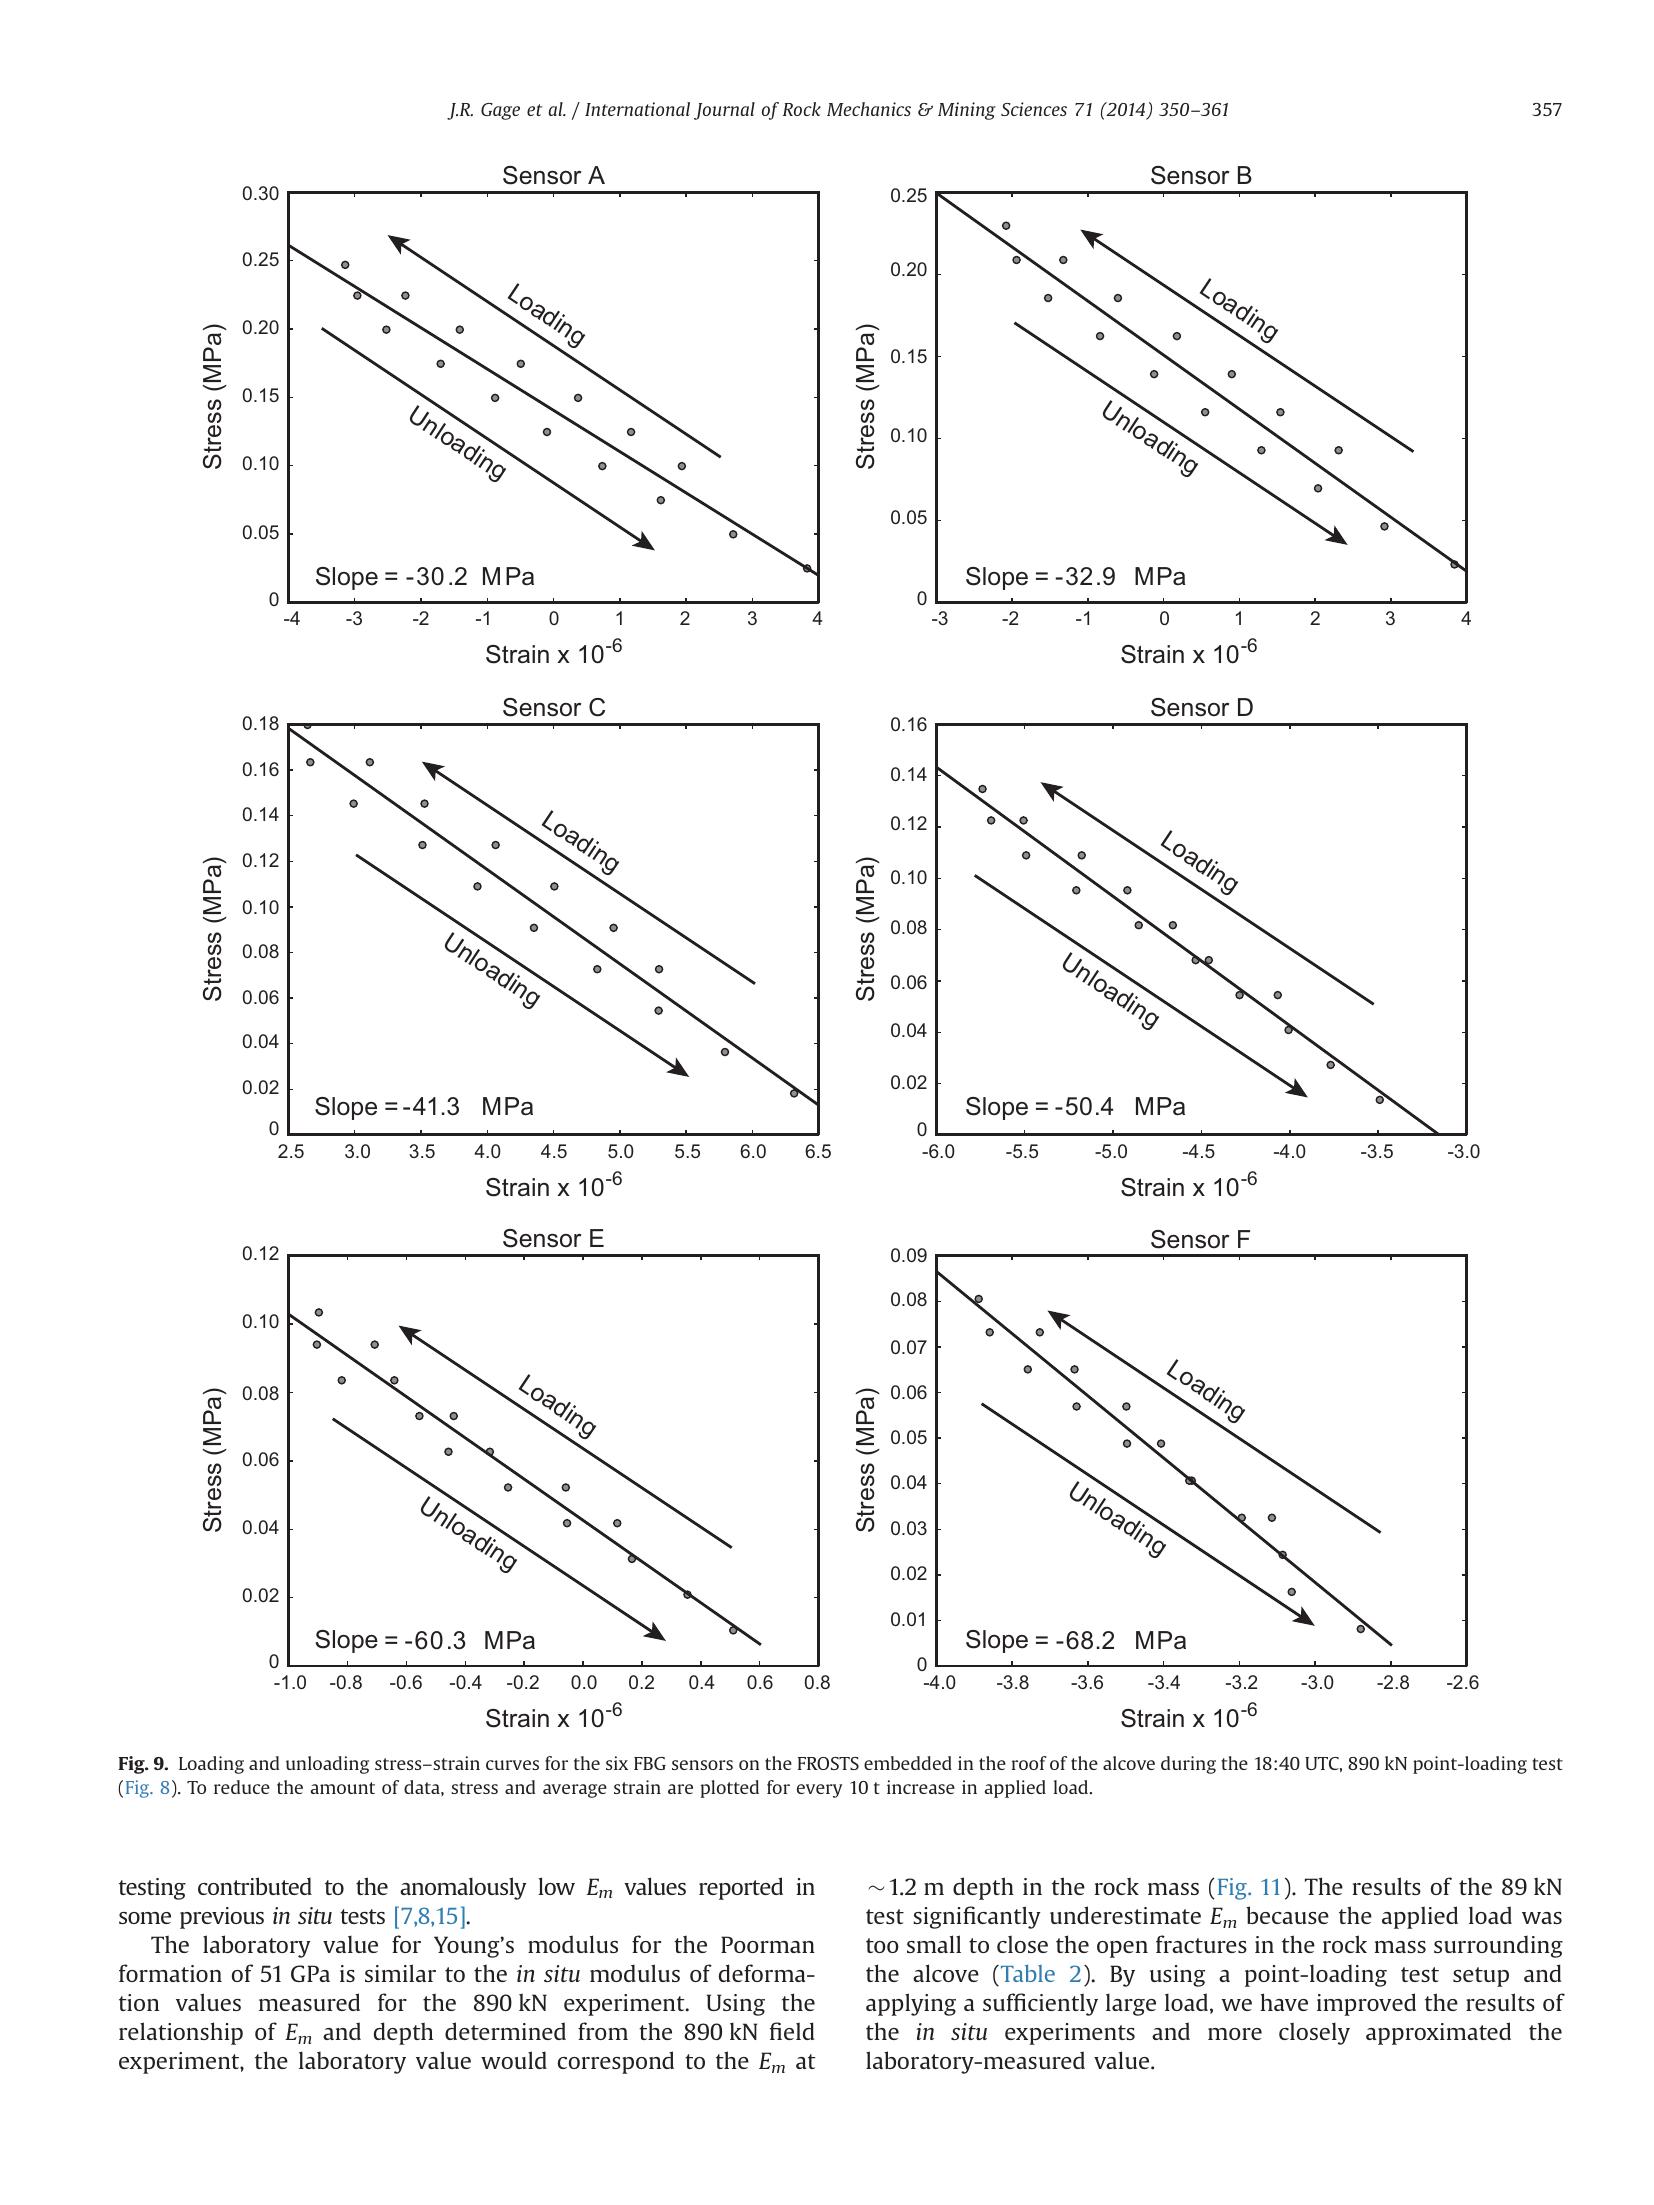 J.R. Gage et al. / International Journal of Rock Mechanics & Mining Sciences 71 (2014) 350–361
357
Sensor A
0.30
0.25
0.20
0.15
0.10
0.05
0
Stress (MPa)
Loading
Unloading
Slope = -30.2 MPa
-4 -3 -2 -1 0 1 2 3 4
Strain x 10-6
Sensor B
0.25
0.20
0.15
0.10
0.05
0
Stress (MPa)
Loading
Unloading
Slope = -32.9 MPa
-3 -2 -1 0 1 2 3 4
Strain x 10-6
Sensor C
0.18
0.16
0.14
0.12
0.10
0.08
0.06
0.04
0.02
0
Stress (MPa)
Loading
Unloading
Slope = -41.3 MPa
2.5 3.0 3.5 4.0 4.5 5.0 5.5 6.0 6.5
Strain x 10-6
Sensor D
0.16
0.14
0.12
0.10
0.08
0.06
0.04
0.02
0
Stress (MPa)
Loading
Unloading
Slope = -50.4 MPa
-6.0 -5.5 -5.0 -4.5 -4.0 -3.5 -3.0
Strain x 10-6
Sensor E
0.12
0.10
0.08
0.06
0.04
0.02
0
Stress (MPa)
Loading
Unloading
Slope = -60.3 MPa
-1.0 -0.8 -0.6 -0.4 -0.2 0.0 0.2 0.4 0.6 0.8
Strain x 10-6
Sensor F
0.09
0.08
0.07
0.06
0.05
0.04
0.03
0.02
0.01
0
Stress (MPa)
Loading
Unloading
Slope = -68.2 MPa
-4.0 -3.8 -3.6 -3.4 -3.2 -3.0 -2.8 -2.6
Strain x 10-6
Fig. 9. Loading and unloading stress–strain curves for the six FBG sensors on the FROSTS embedded in the roof of the alcove during the 18:40 UTC, 890 kN point-loading test
(Fig. 8). To reduce the amount of data, stress and average strain are plotted for every 10 t increase in applied load.
testing contributed to the anomalously low Em values reported in
some previous in situ tests [7,8,15].
The laboratory value for Young's modulus for the Poorman
formation of 51 GPa is similar to the in situ modulus of deforma-
tion values measured for the 890 kN experiment. Using the
relationship of Em and depth determined from the 890 kN field
experiment, the laboratory value would correspond to the Em at
~1.2 m depth in the rock mass (Fig. 11). The results of the 89 kN
test significantly underestimate Em because the applied load was
too small to close the open fractures in the rock mass surrounding
the alcove (Table 2). By using a point-loading test setup and
applying a sufficiently large load, we have improved the results of
the in situ experiments and more closely approximated the
laboratory-measured value.